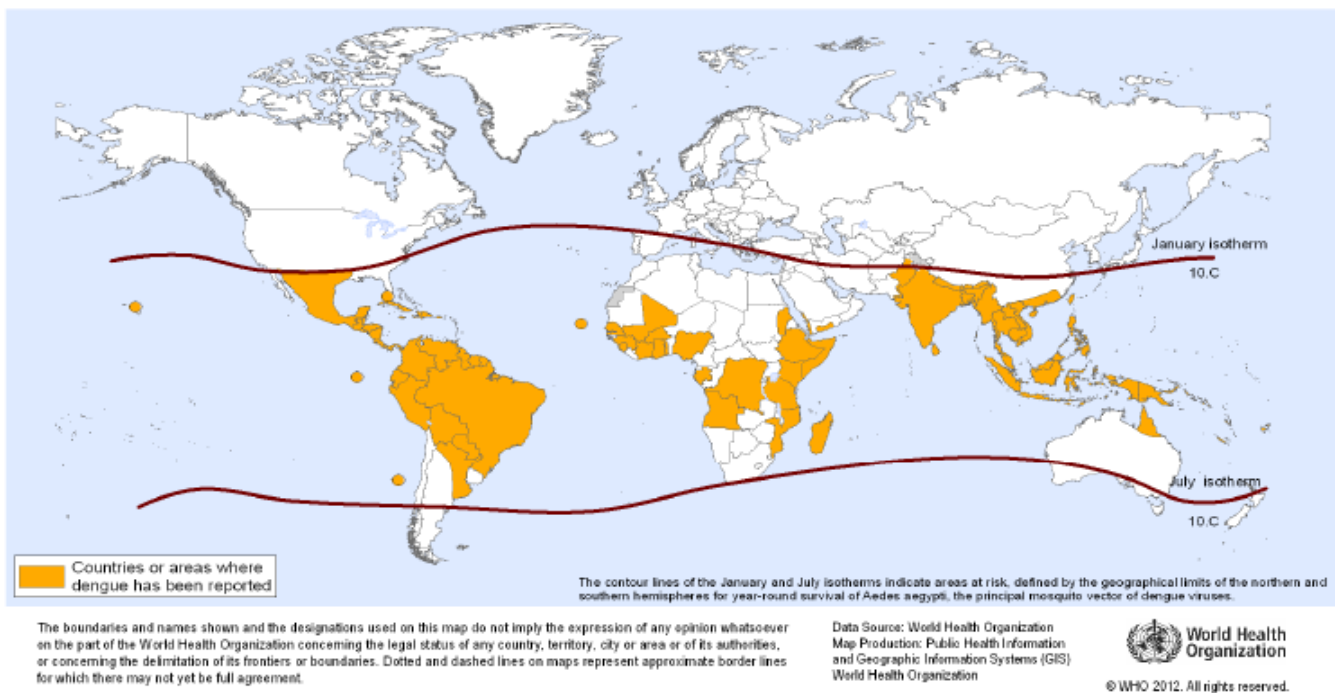 January isotherm
10.C
July isotherm
10.C
Countries or areas where
dengue has been reported
The contour lines of the January and July isotherms indicate areas at risk, defined by the geographical limits of the northern and
southern hemispheres for year-round survival of Aedes aegypti, the principal mosquito vector of dengue viruses.
The boundaries and names shown and the designations used on this map do not imply the expression of any opinion whatsoever
on the part of the World Health Organization concerning the legal status of any country, territory, city or area or of its authorities,
or concerning the delimitation of its frontiers or boundaries. Dotted and dashed lines on maps represent approximate border lines
for which there may not yet be full agreement.
Data Source: World Health Organization
Map Production: Public Health Information
and Geographic Information Systems (GIS)
World Health Organization
World Health
Organization
© WHO 2012. All rights reserved.